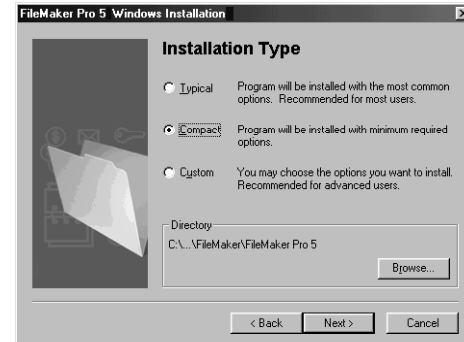 FileMaker Pro 5 Windows Installation
Installation Type
Typical
Program will be installed with the most common
options. Recommended for most users.
Compact
Program will be installed with minimum required
options.
Custom
You may choose the options you want to install.
Recommended for advanced users.
Directory
C:\...\FileMaker\FileMaker Pro 5
Browse...
< Back
Next >
Cancel